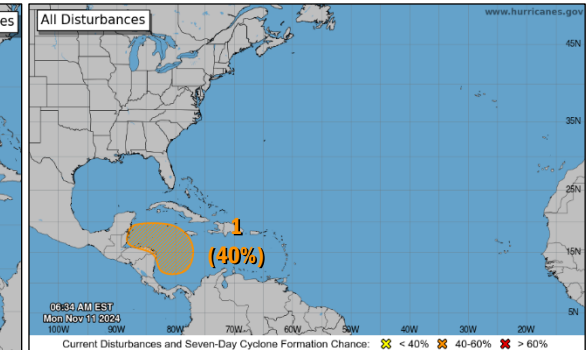 es
All Disturbances
www.hurricanes.gov
45N
35N
25N
15N
5N
1
(40%)
06:34 AM EST
Mon Nov 11 2024
100W 90W 80W 70W 60W 50W 40W 30W 20W
Current Disturbances and Seven-Day Cyclone Formation Chance: < 40% 40-60% > 60%